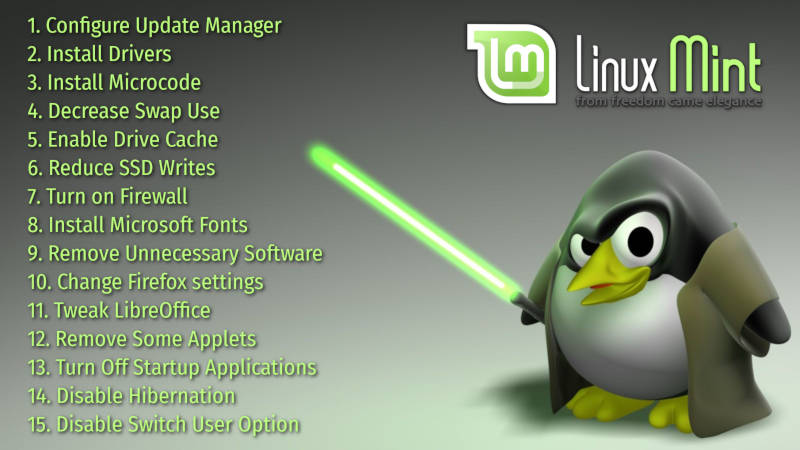 1. Configure Update Manager
2. Install Drivers
3. Install Microcode
4. Decrease Swap Use
5. Enable Drive Cache
6. Reduce SSD Writes
7. Turn on Firewall
8. Install Microsoft Fonts
9. Remove Unnecessary Software
10. Change Firefox settings
11. Tweak LibreOffice
12. Remove Some Applets
13. Turn Off Startup Applications
14. Disable Hibernation
15. Disable Switch User Option
lm Linux Mint
from freedom came elegance